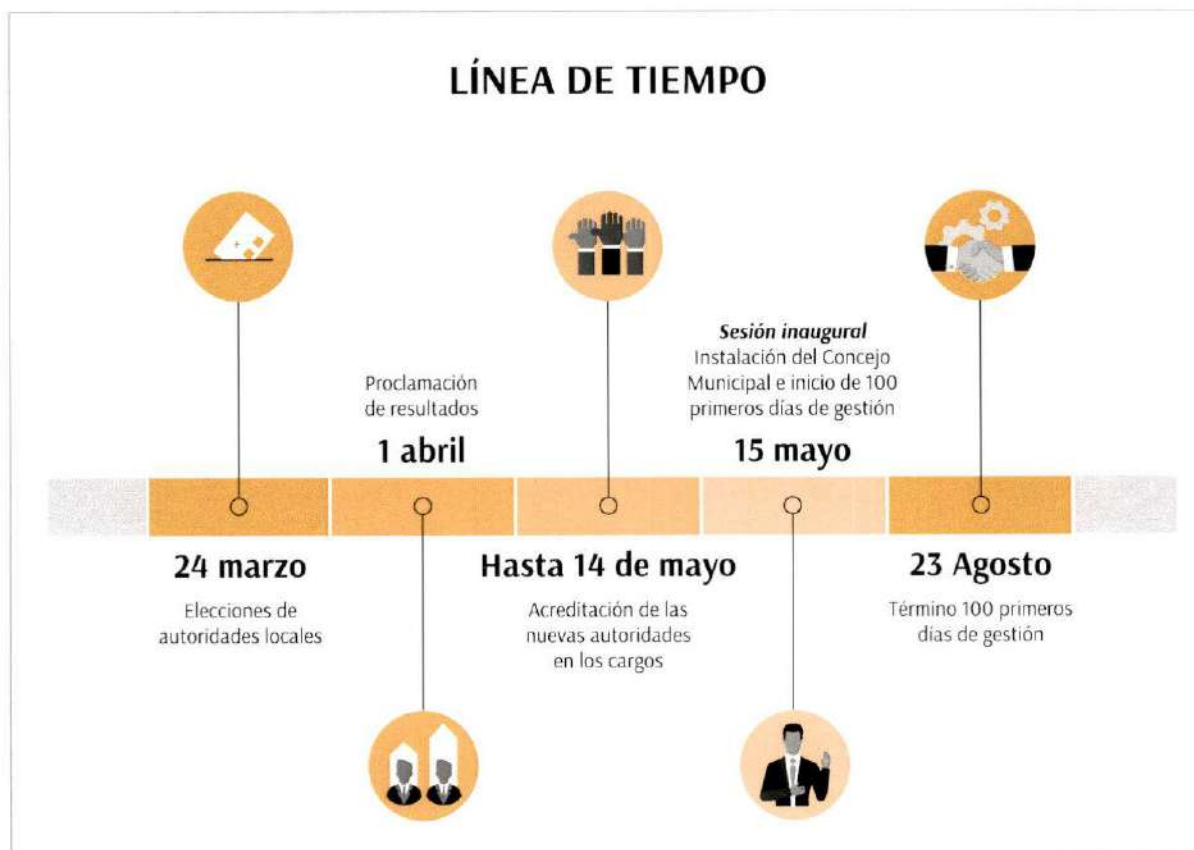 LÍNEA DE TIEMPO
24 marzo
Elecciones de
autoridades locales
Proclamación
de resultados
1 abril
Hasta 14 de mayo
Acreditación de las
nuevas autoridades
en los cargos
Sesión inaugural
Instalación del Concejo
Municipal e inicio de 100
primeros días de gestión
15 mayo
23 Agosto
Término 100 primeros
días de gestión